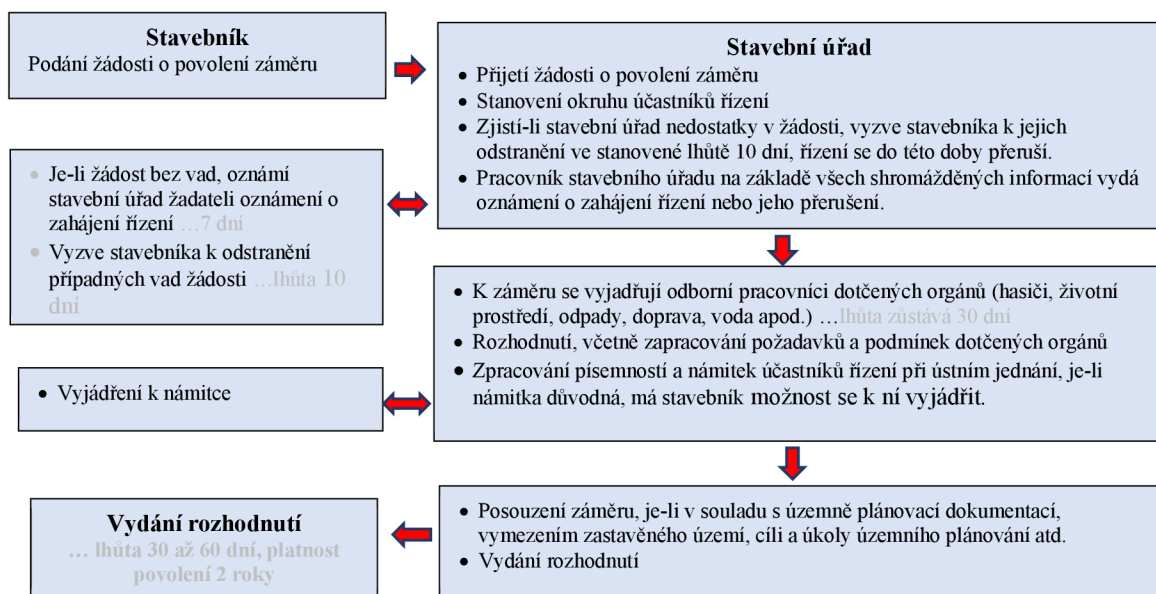 Stavebník
Podání žádosti o povolení záměru
Stavební úřad
• Přijetí žádosti o povolení záměru
• Stanovení okruhu účastníků řízení
• Zjistí-li stavební úřad nedostatky v žádosti, vyzve stavebníka k jejich
odstranění ve stanovené lhůtě 10 dní, řízení se do této doby přeruší.
• Pracovník stavebního úřadu na základě všech shromážděných informací vydá
oznámení o zahájení řízení nebo jeho přerušení.
• Je-li žádost bez vad, oznámí
stavební úřad žadateli oznámení o
zahájení řízení …7 dní
• Vyzve stavebníka k odstranění
případných vad žádosti …lhůta 10
dní
• K záměru se vyjadřují odborní pracovníci dotčených orgánů (hasiči, životní
prostředí, odpady, doprava, voda apod.) …lhůta zůstává 30 dní
• Rozhodnutí, včetně zapracování požadavků a podmínek dotčených orgánů
• Zpracování písemností a námitek účastníků řízení při ústním jednání, je-li
námitka důvodná, má stavebník možnost se k ní vyjádřit.
• Vyjádření k námitce
• Posouzení záměru, je-li v souladu s územně plánovací dokumentací,
vymezením zastavěného území, cíli a úkoly územního plánování atd.
• Vydání rozhodnutí
Vydání rozhodnutí
… lhůta 30 až 60 dní, platnost
povolení 2 roky